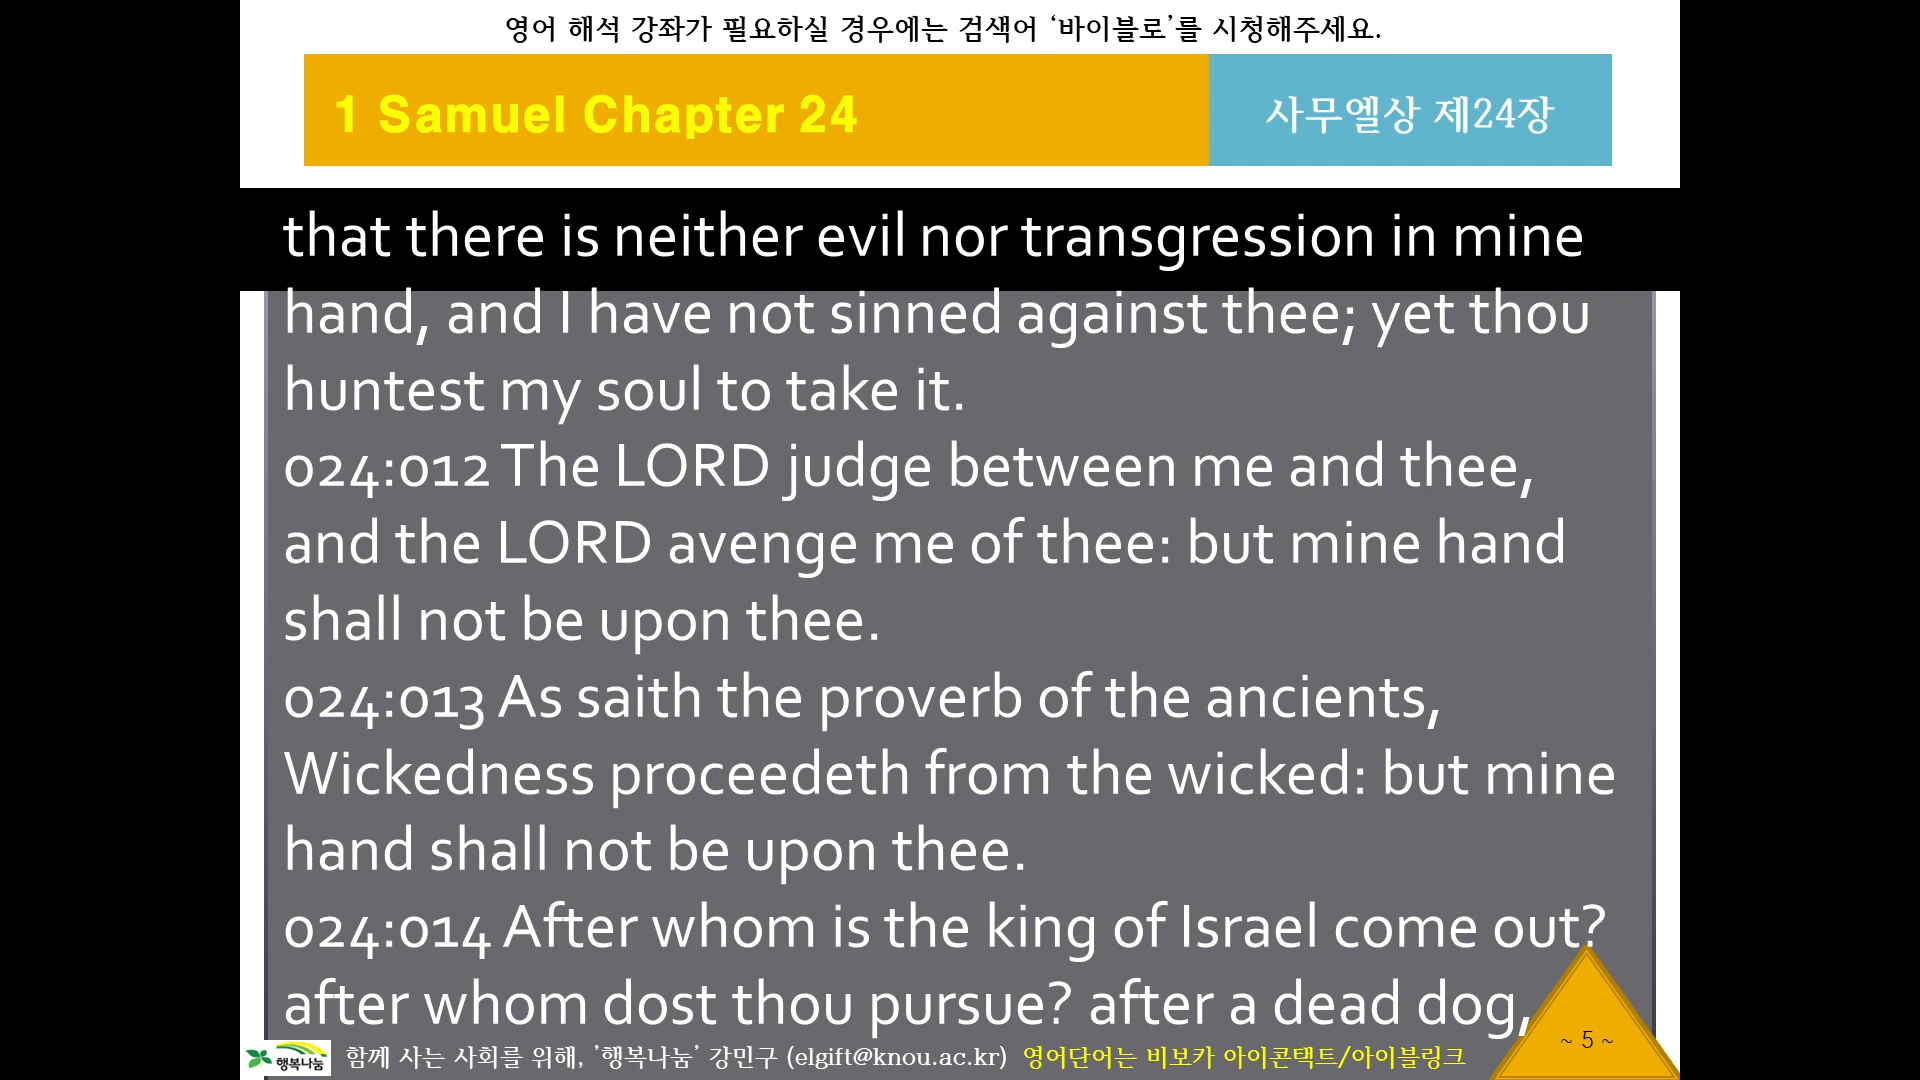 영어 해석 강좌가 필요하실 경우에는 검색어 ‘바이블로’를 시청해주세요.
1 Samuel Chapter 24
사무엘상 제24장
that there is neither evil nor transgression in mine
hand, and I have not sinned against thee; yet thou
huntest my soul to take it.
024:012 The LORD judge between me and thee,
and the LORD avenge me of thee: but mine hand
shall not be upon thee.
024:013 As saith the proverb of the ancients,
Wickedness proceedeth from the wicked: but mine
hand shall not be upon thee.
024:014 After whom is the king of Israel come out?
after whom dost thou pursue? after a dead dog,
~ 5 ~
행복나눔
함께 사는 사회를 위해, ’행복나눔’ 강민구 (elgift@knou.ac.kr) 영어단어는 비보카 아이콘택트/아이블링크